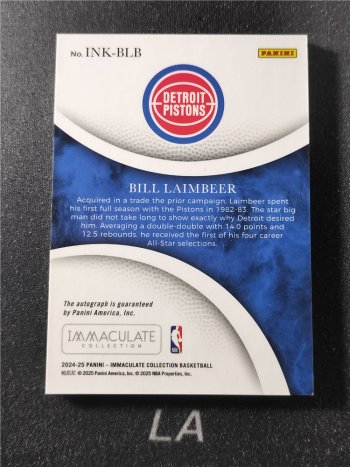 No. INK-BLB
PANINI
DETROIT
PISTONS
BILL LAIMBEER
Acquired in a trade the prior campaign, Laimbeer spent
his first full season with the Pistons in 1982-83. The star big
man did not take long to show exactly why Detroit desired
him. Averaging a double-double with 14.0 points and
12.5 rebounds, he received the first of his four career
All-Star selections.
The autograph is guaranteed
by Panini America, Inc.
IMMACULATE
COLLECTION
2024-25 PANINI – IMMACULATE COLLECTION BASKETBALL
© 2025 Panini America, Inc. © 2025 NBA Properties, Inc.
LA